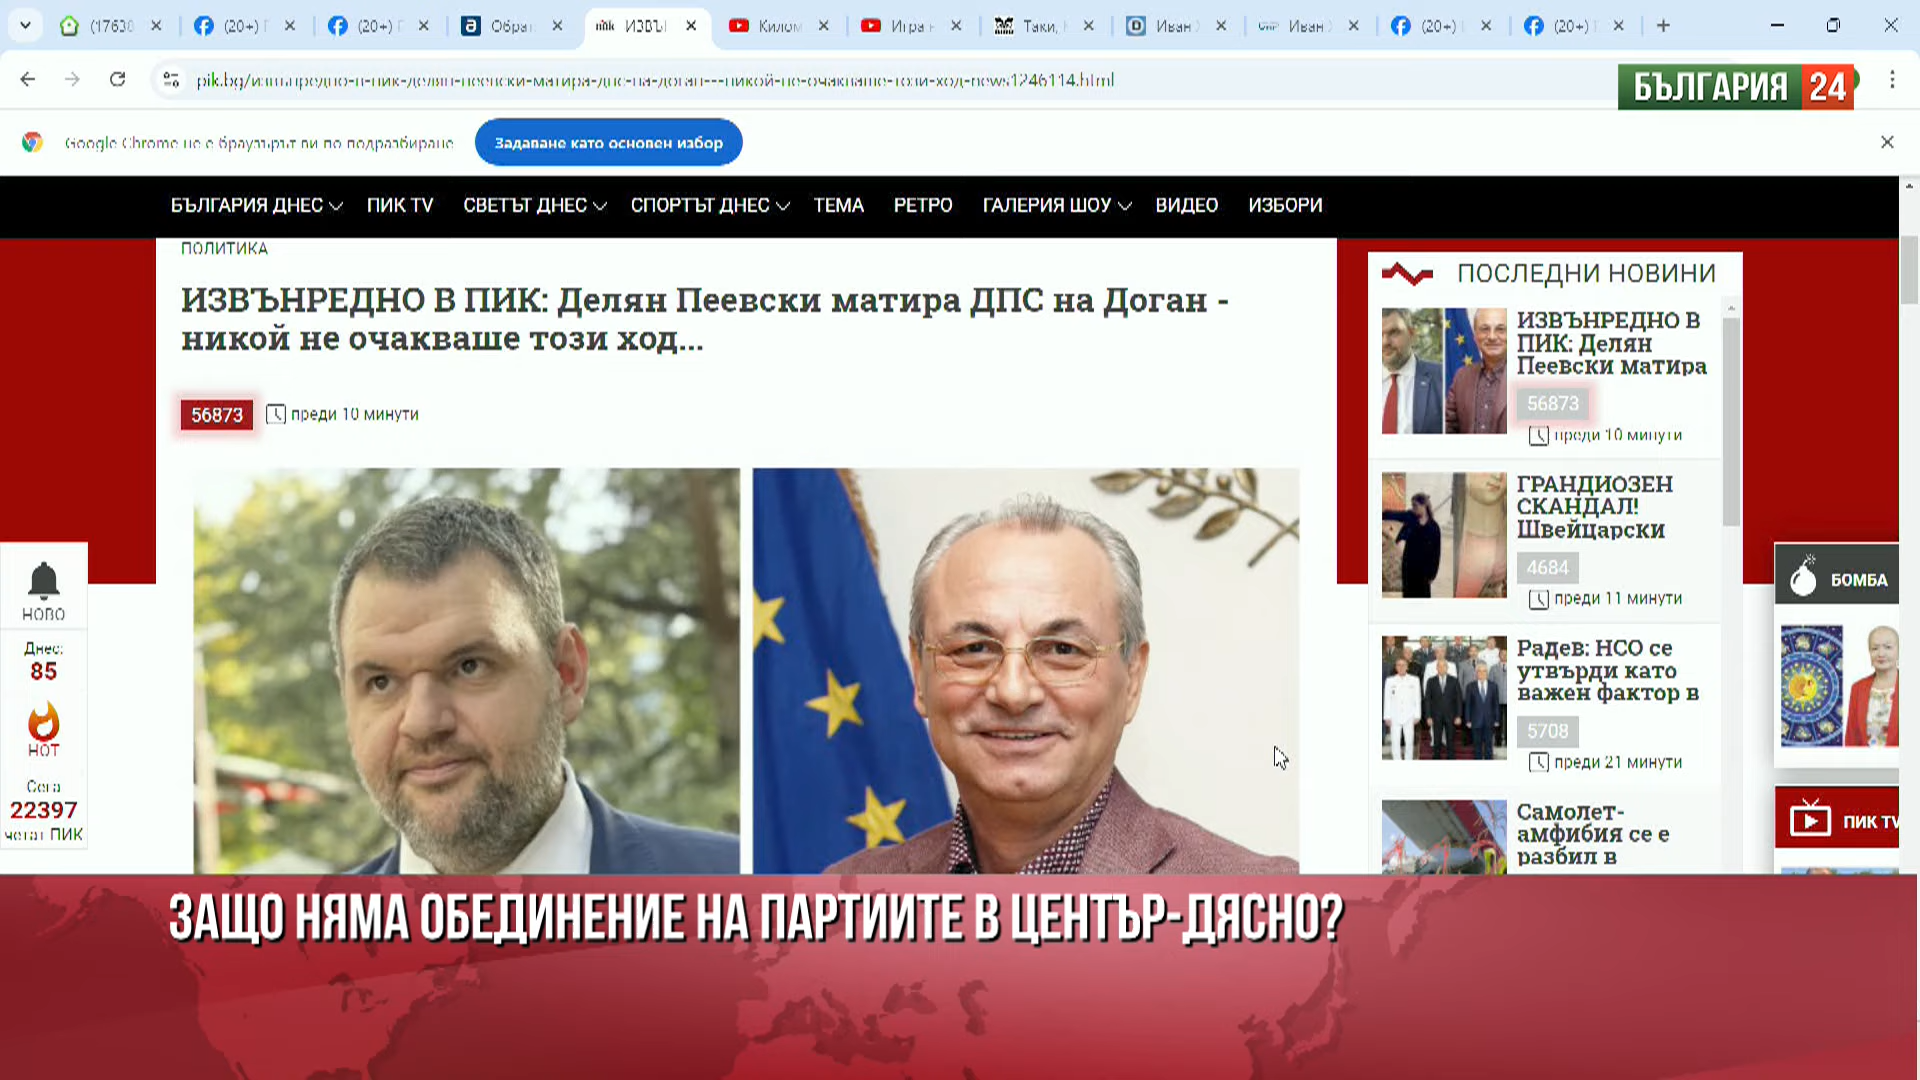 (17638
(20+)
(20+)
Обра
ИЗВЪ
Килом
Игра
Таки,
Иван
Иван
(20+)
(20+)
pik.bg/извънредно-в-пик-делян-пеевски-матира-дпс-на-доган---никой-не-очакваше-този-ход-news1246114.html
БЪЛГАРИЯ 24
Google Chrome не е браузърът ви по подразбиране
Задаване като основен избор
БЪЛГАРИЯ ДНЕС
ПИК TV
СВЕТЪТ ДНЕС
СПОРТЪТ ДНЕС
ТЕМА
РЕТРО
ГАЛЕРИЯ ШОУ
ВИДЕО
ИЗБОРИ
ПОЛИТИКА
ИЗВЪНРЕДНО В ПИК: Делян Пеевски матира ДПС на Доган -
никой не очакваше този ход...
56873 преди 10 минути
ПОСЛЕДНИ НОВИНИ
ИЗВЪНРЕДНО В
ПИК: Делян
Пеевски матира
56873
преди 10 минути
ГРАНДИОЗЕН
СКАНДАЛ!
Швейцарски
4684
преди 11 минути
Радев: НСО се
утвърди като
важен фактор в
5708
преди 21 минути
Самолет-
амфибия се е
разбил в
НОВО
Днес:
85
HOT
Сега
22397
четат ПИК
БОМБА
ПИК TV
ЗАЩО НЯМА ОБЕДИНЕНИЕ НА ПАРТИИТЕ В ЦЕНТЪР-ДЯСНО?